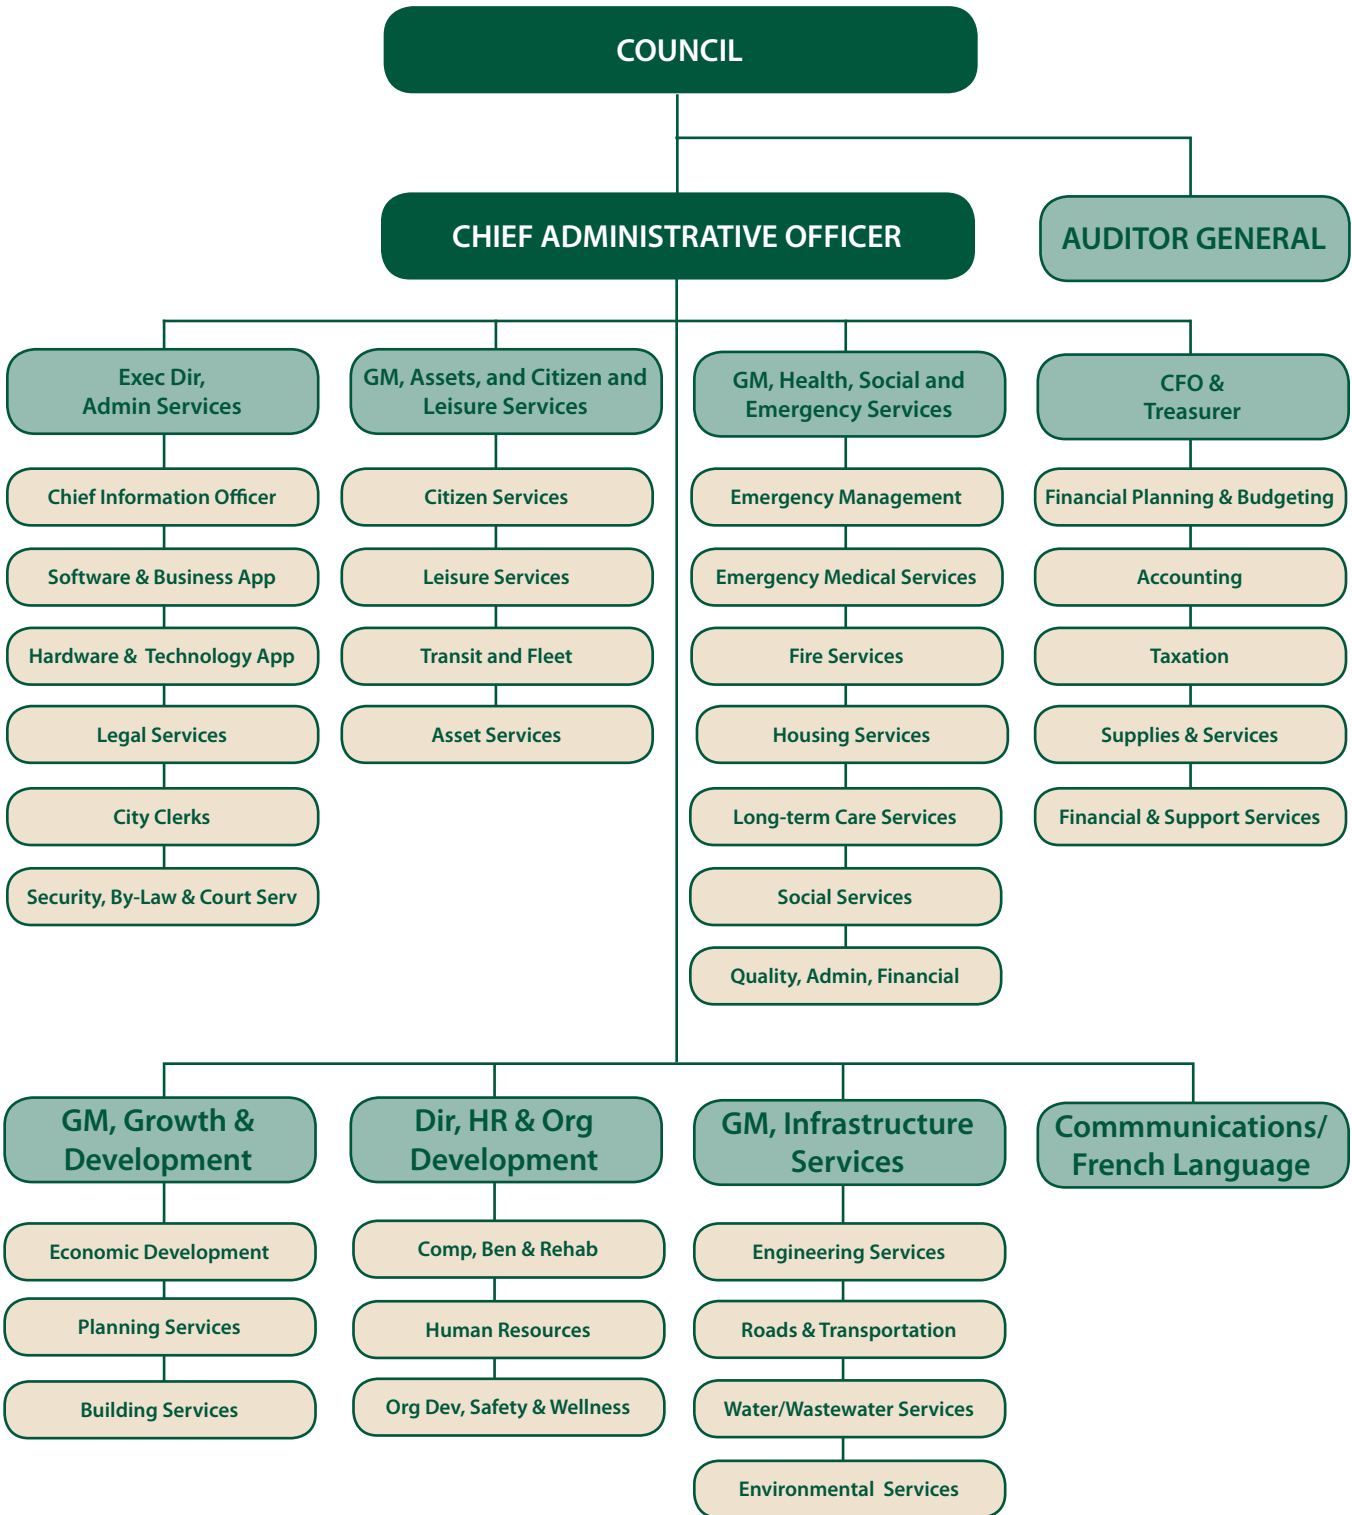 COUNCIL
CHIEF ADMINISTRATIVE OFFICER
AUDITOR GENERAL
Exec Dir,
Admin Services
Chief Information Officer
Software & Business App
Hardware & Technology App
Legal Services
City Clerks
Security, By-Law & Court Serv
GM, Assets, and Citizen and
Leisure Services
Citizen Services
Leisure Services
Transit and Fleet
Asset Services
GM, Health, Social and
Emergency Services
Emergency Management
Emergency Medical Services
Fire Services
Housing Services
Long-term Care Services
Social Services
Quality, Admin, Financial
CFO &
Treasurer
Financial Planning & Budgeting
Accounting
Taxation
Supplies & Services
Financial & Support Services
GM, Growth &
Development
Economic Development
Planning Services
Building Services
Dir, HR & Org
Development
Comp, Ben & Rehab
Human Resources
Org Dev, Safety & Wellness
GM, Infrastructure
Services
Engineering Services
Roads & Transportation
Water/Wastewater Services
Environmental Services
Commmunications/
French Language